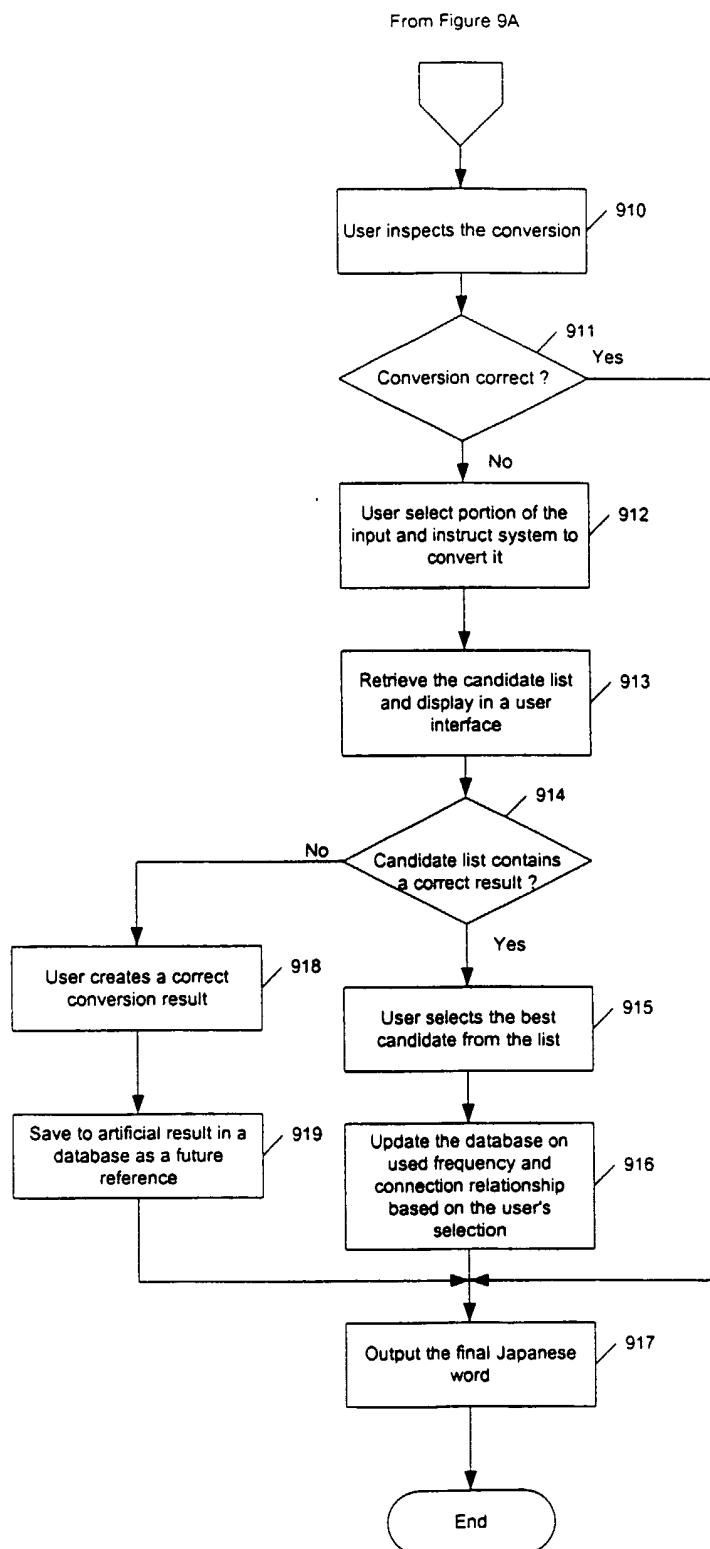 From Figure 9A
User inspects the conversion
910
911
Conversion correct ?
Yes
No
User select portion of the
input and instruct system to
convert it
912
Retrieve the candidate list
and display in a user
interface
913
914
Candidate list contains
a correct result ?
No
Yes
User creates a correct
conversion result
918
User selects the best
candidate from the list
915
Save to artificial result in a
database as a future
reference
919
Update the database on
used frequency and
connection relationship
based on the user's
selection
916
Output the final Japanese
word
917
End